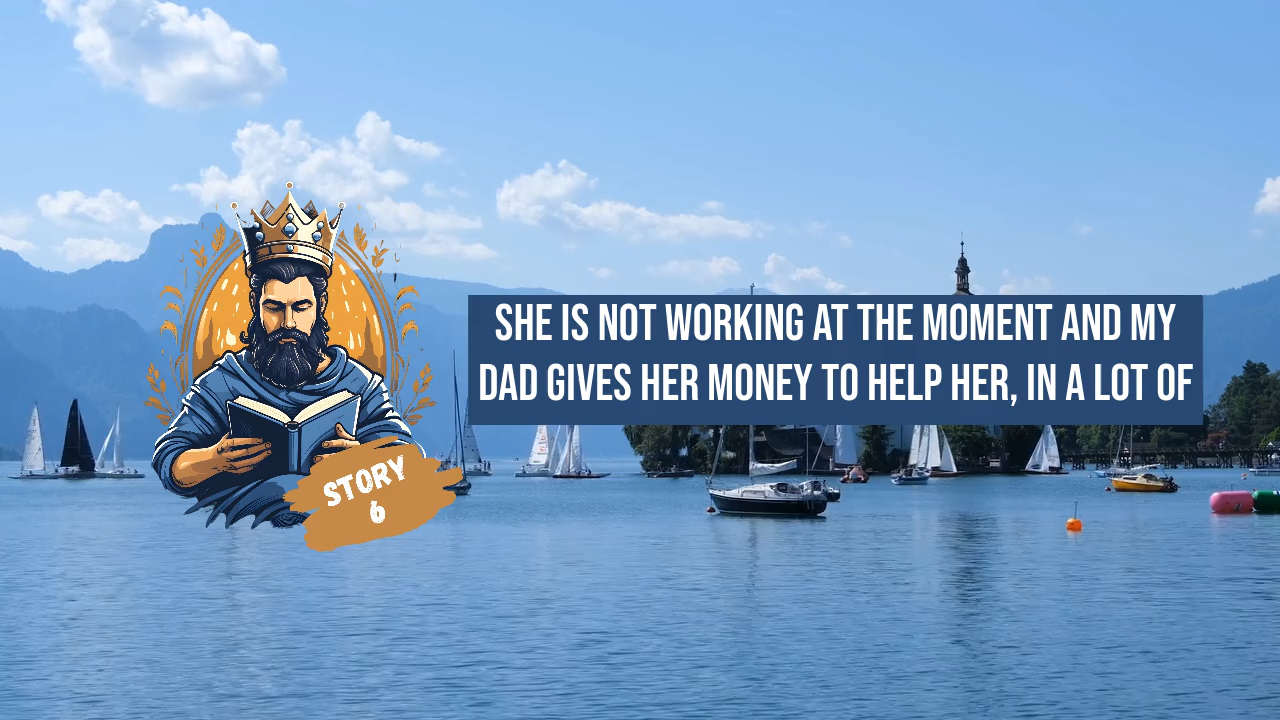 SHE IS NOT WORKING AT THE MOMENT AND MY
DAD GIVES HER MONEY TO HELP HER, IN A LOT OF
STORY
6